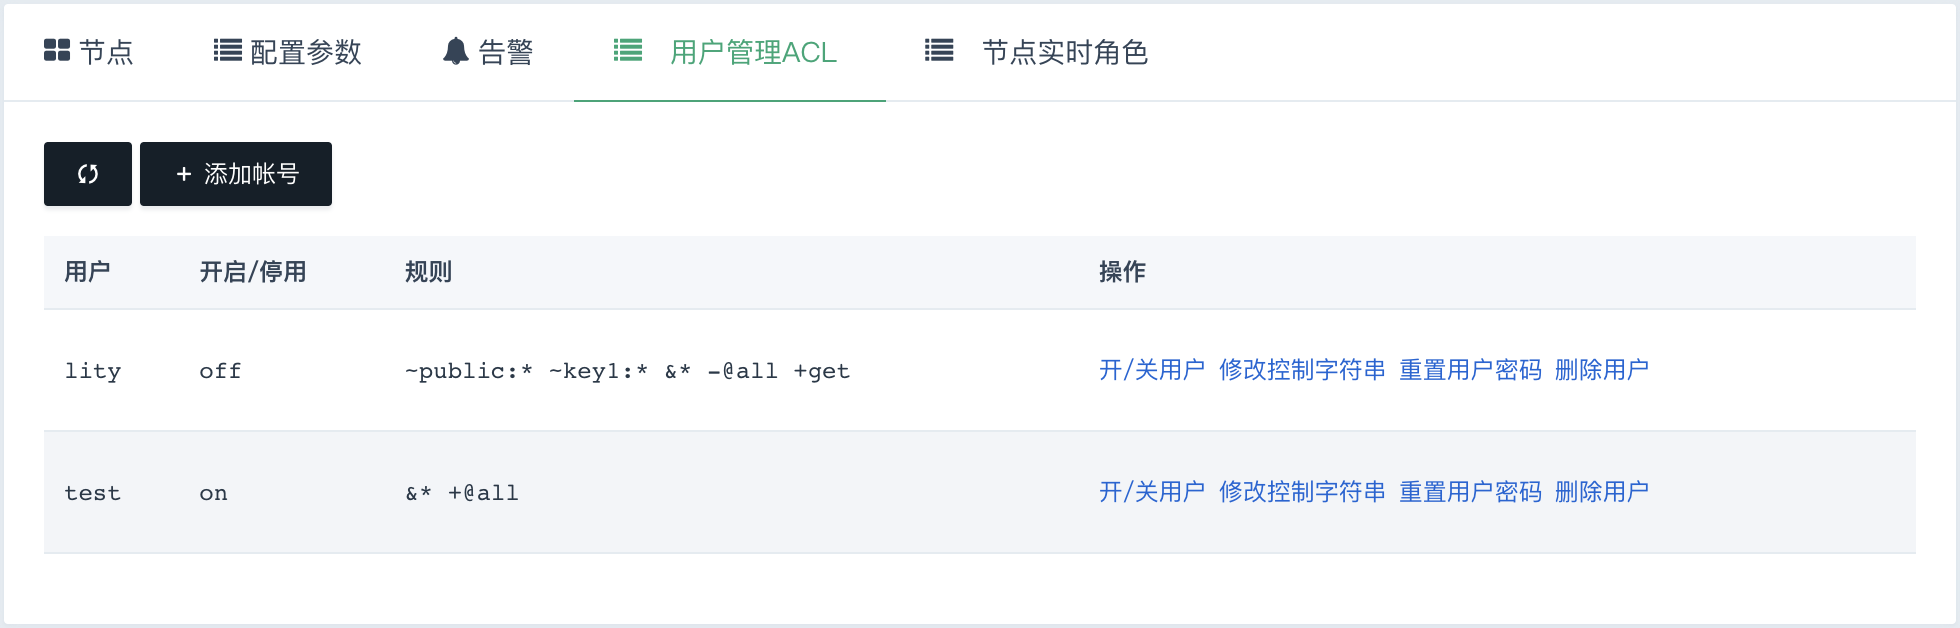 节点 配置参数 告警 用户管理ACL 节点实时角色
+ 添加帐号
用户 开启/停用 规则 操作
lity off ~public:* ~key1:* &* -@all +get 开/关用户 修改控制字符串 重置用户密码 删除用户
test on &* +@all 开/关用户 修改控制字符串 重置用户密码 删除用户